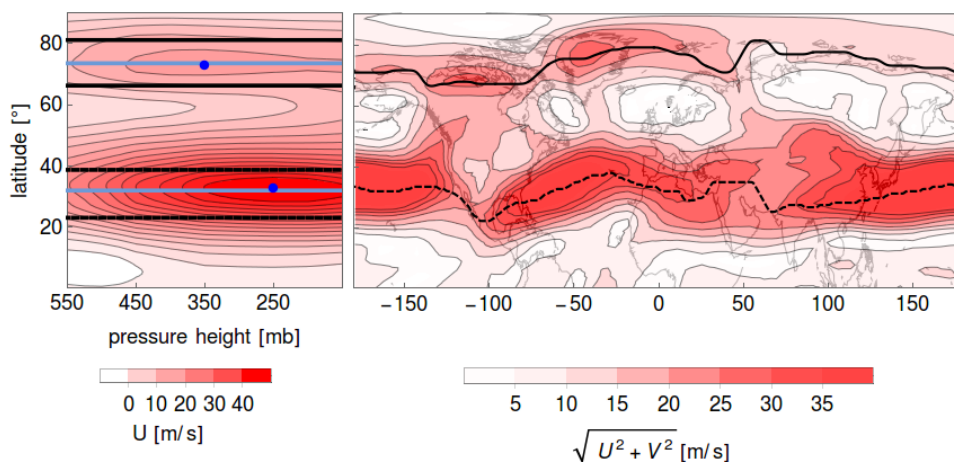 latitude [°]
80
60
40
20
550 450 350 250
−150 −100 −50 0 50 100 150
pressure height [mb]
0 10 20 30 40
U [m/s]
5 10 15 20 25 30 35
√U² + V² [m/s]